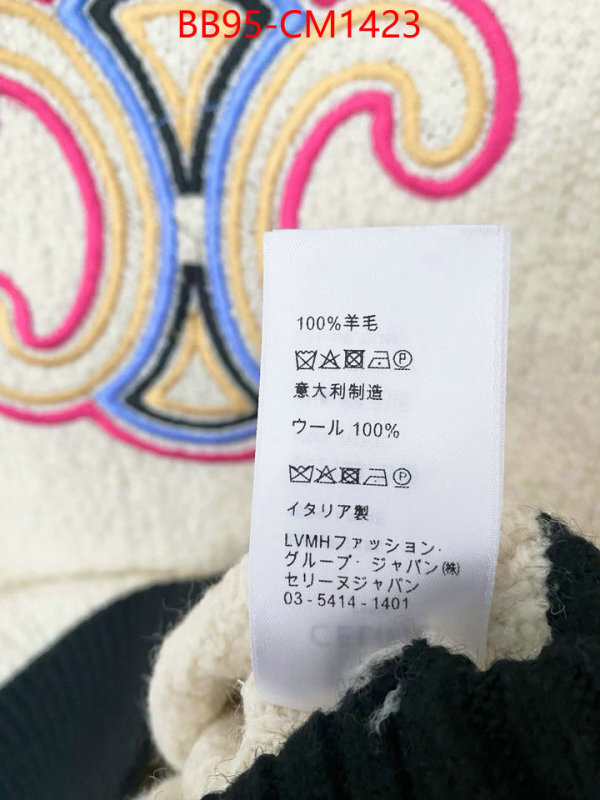 BB95-CM1423
100%羊毛
意大利制造
ウール 100%
イタリア製
LVMHファッション·
グループ·ジャパン㈱
セリーヌジャパン
03-5414-1401